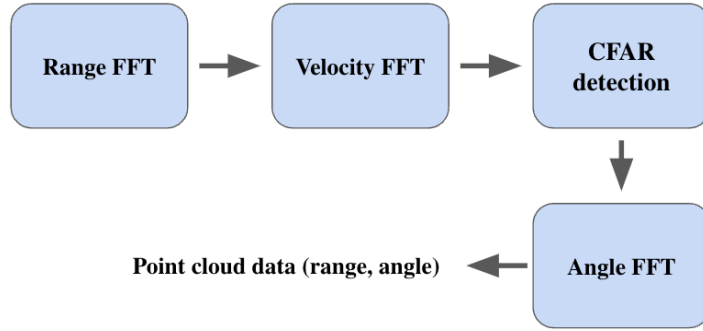 Range FFT
Velocity FFT
CFAR
detection
Angle FFT
Point cloud data (range, angle)